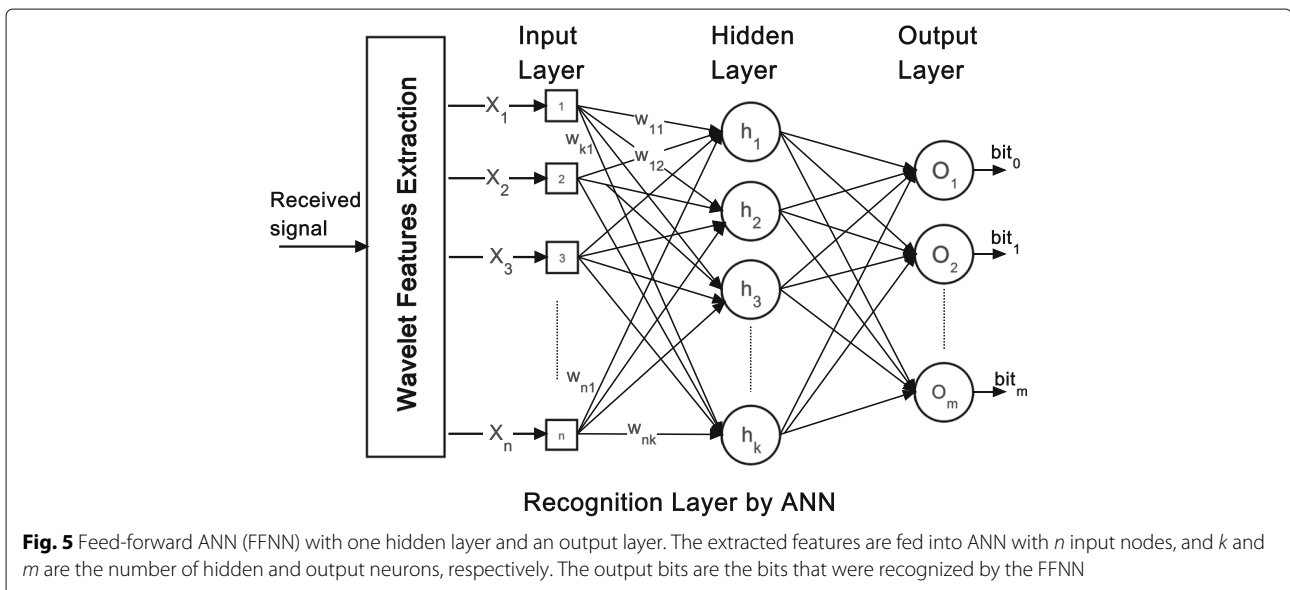 Input
Layer
Hidden
Layer
Output
Layer
Received
signal
Wavelet Features Extraction
X1
X2
X3
Xn
1
2
3
n
w11
wk1
w12
wn1
wnk
h1
h2
h3
hk
O1
O2
Om
bit0
bit1
bitm
Recognition Layer by ANN
Fig. 5 Feed-forward ANN (FFNN) with one hidden layer and an output layer. The extracted features are fed into ANN with n input nodes, and k and
m are the number of hidden and output neurons, respectively. The output bits are the bits that were recognized by the FFNN